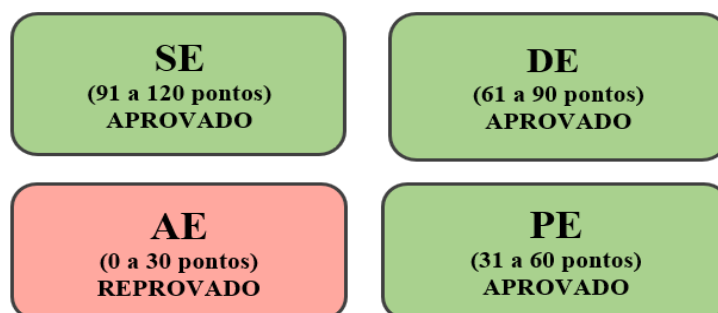 SE
(91 a 120 pontos)
APROVADO
DE
(61 a 90 pontos)
APROVADO
AE
(0 a 30 pontos)
REPROVADO
PE
(31 a 60 pontos)
APROVADO